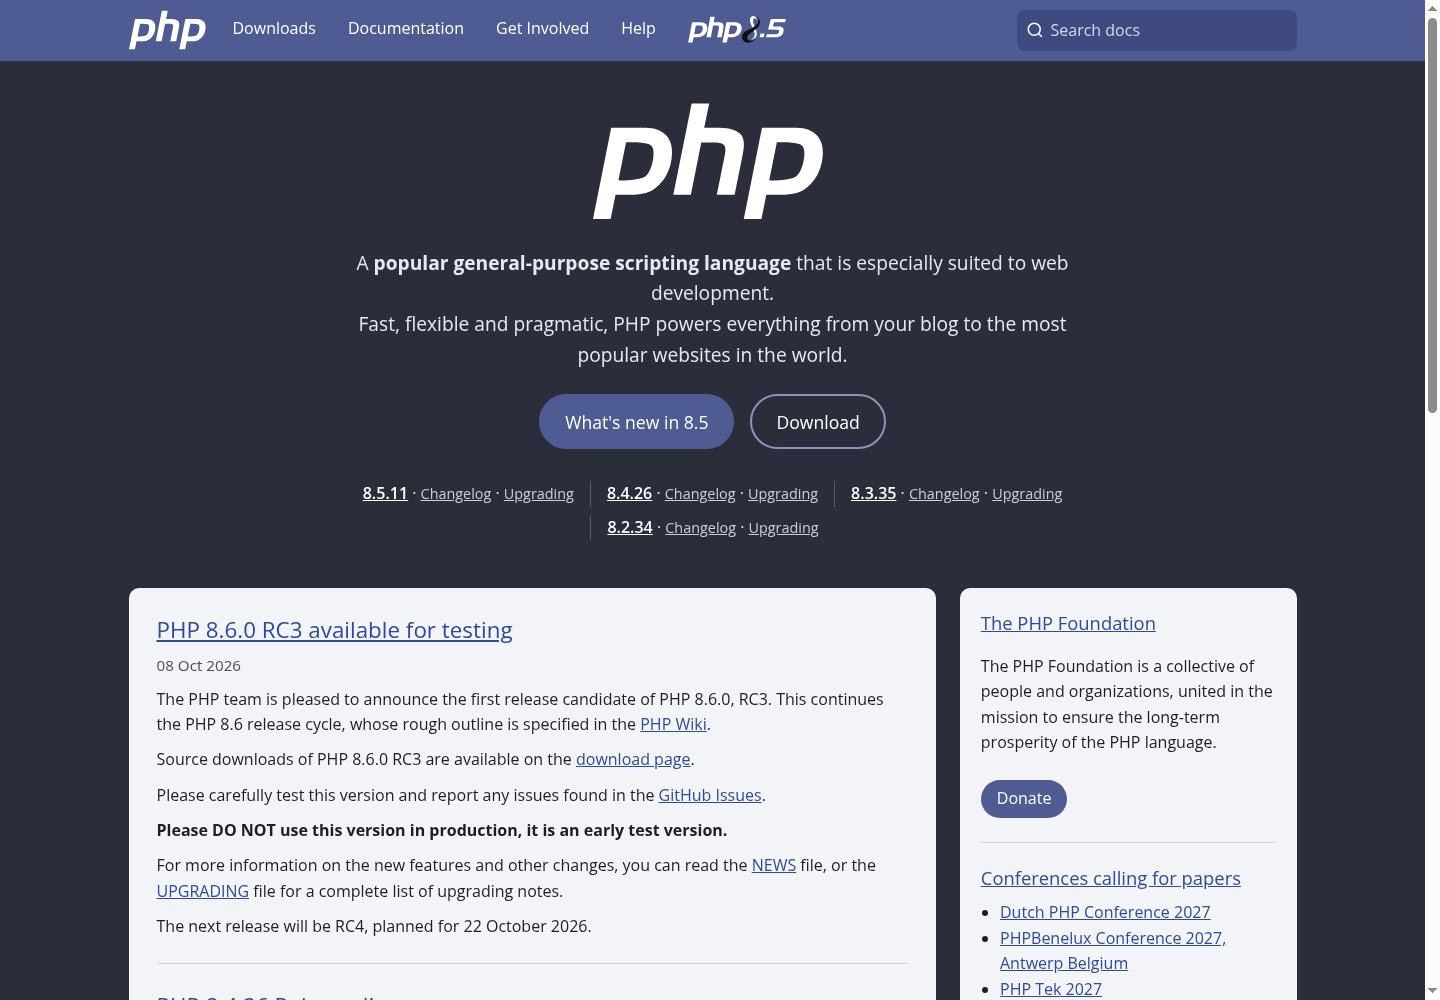 php
Downloads
Documentation
Get Involved
Help
php8.5
Search docs
php
A popular general-purpose scripting language that is especially suited to web
development.
Fast, flexible and pragmatic, PHP powers everything from your blog to the most
popular websites in the world.
What's new in 8.5
Download
8.5.11 · Changelog · Upgrading
8.4.26 · Changelog · Upgrading
8.3.35 · Changelog · Upgrading
8.2.34 · Changelog · Upgrading
PHP 8.6.0 RC3 available for testing
08 Oct 2026
The PHP team is pleased to announce the first release candidate of PHP 8.6.0, RC3. This continues
the PHP 8.6 release cycle, whose rough outline is specified in the PHP Wiki.
Source downloads of PHP 8.6.0 RC3 are available on the download page.
Please carefully test this version and report any issues found in the GitHub Issues.
Please DO NOT use this version in production, it is an early test version.
For more information on the new features and other changes, you can read the NEWS file, or the
UPGRADING file for a complete list of upgrading notes.
The next release will be RC4, planned for 22 October 2026.
The PHP Foundation
The PHP Foundation is a collective of
people and organizations, united in the
mission to ensure the long-term
prosperity of the PHP language.
Donate
Conferences calling for papers
Dutch PHP Conference 2027
PHPBenelux Conference 2027,
Antwerp Belgium
PHP Tek 2027